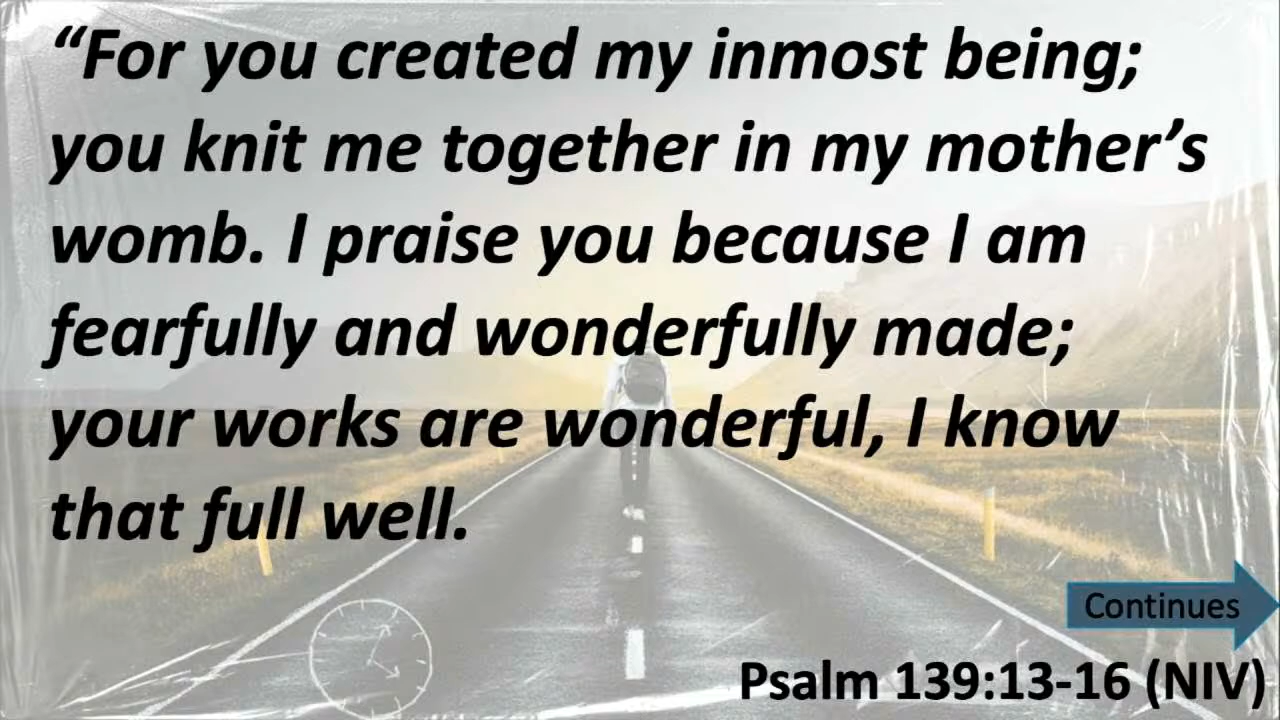 “For you created my inmost being;
you knit me together in my mother’s
womb. I praise you because I am
fearfully and wonderfully made;
your works are wonderful, I know
that full well.
Continues
Psalm 139:13-16 (NIV)